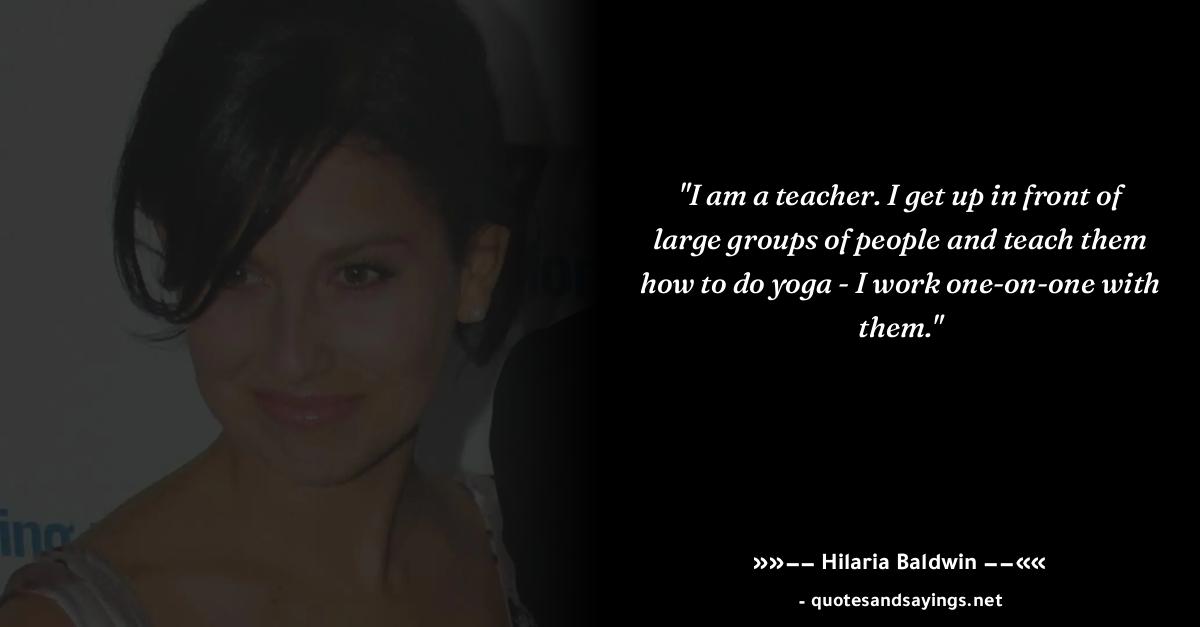 "I am a teacher. I get up in front of
large groups of people and teach them
how to do yoga - I work one-on-one with
them."
»»−− Hilaria Baldwin −−««
- quotesandsayings.net
ing